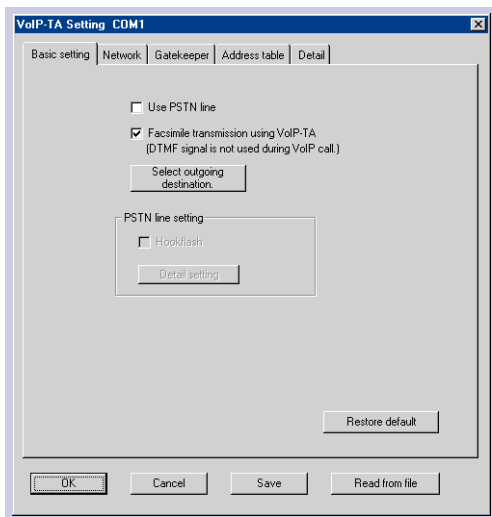 VoIP-TA Setting COM1
Basic setting Network Gatekeeper Address table Detail
Use PSTN line
Facsimile transmission using VoIP-TA
(DTMF signal is not used during VoIP call.)
Select outgoing
destination.
PSTN line setting
Hookflash
Detail setting
Restore default
OK Cancel Save Read from file